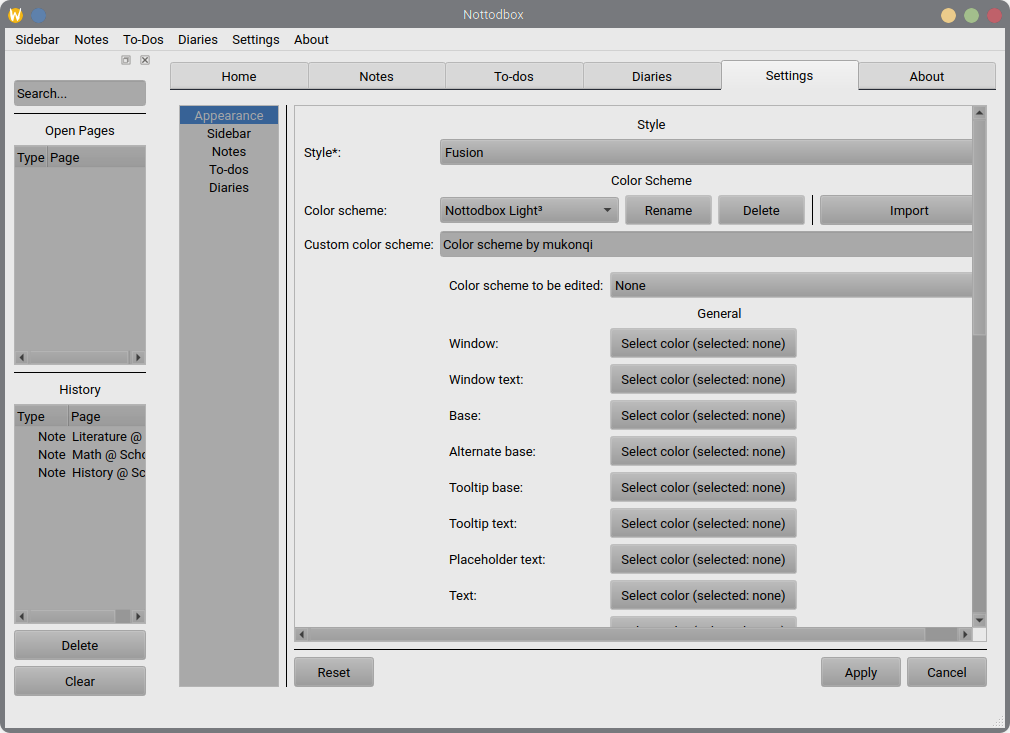 Nottodbox
Sidebar Notes To-Dos Diaries Settings About
Home Notes To-dos Diaries Settings About
Search...
Open Pages
Type Page
History
Type Page
Note Literature @
Note Math @ Scho
Note History @ Sc
Delete
Clear
Appearance
Sidebar
Notes
To-dos
Diaries
Style
Style*: Fusion
Color Scheme
Color scheme: Nottodbox Light³ Rename Delete Import
Custom color scheme: Color scheme by mukonqi
Color scheme to be edited: None
General
Window: Select color (selected: none)
Window text: Select color (selected: none)
Base: Select color (selected: none)
Alternate base: Select color (selected: none)
Tooltip base: Select color (selected: none)
Tooltip text: Select color (selected: none)
Placeholder text: Select color (selected: none)
Text: Select color (selected: none)
Reset Apply Cancel